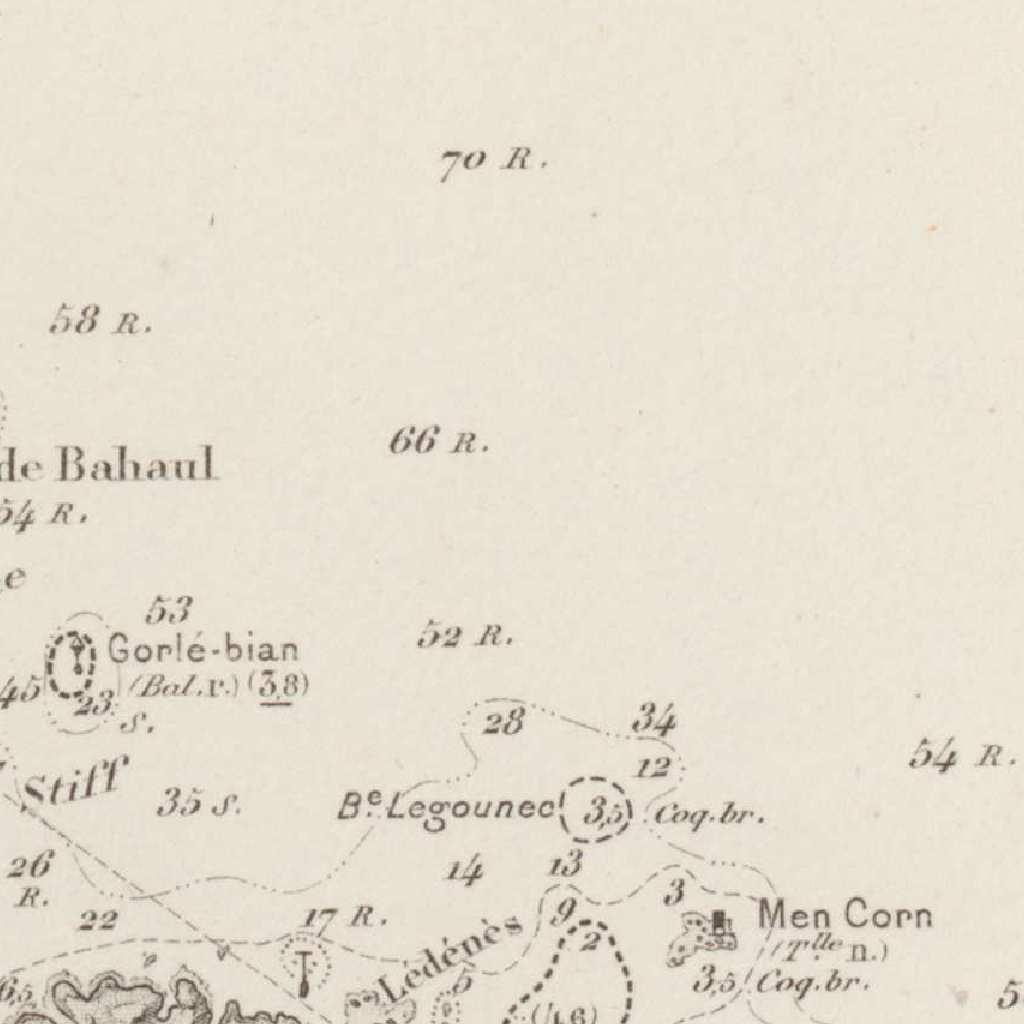 70 R.
58 R.
66 R.
de Bahaul
54 R.
e
53
Gorlé-bian
52 R.
45
(Bal.r.) (3,8)
23
S.
28
34
54 R.
12
Stiff
35 S.
Bᵉ. Legounec
3,5
Coq.br.
26
R.
14
13
3
22
17 R.
9
Men Corn
2
Lédénès
(Tˡˡᵉ n.)
5
3,5
Coq.br.
5
6,5
(4,6)